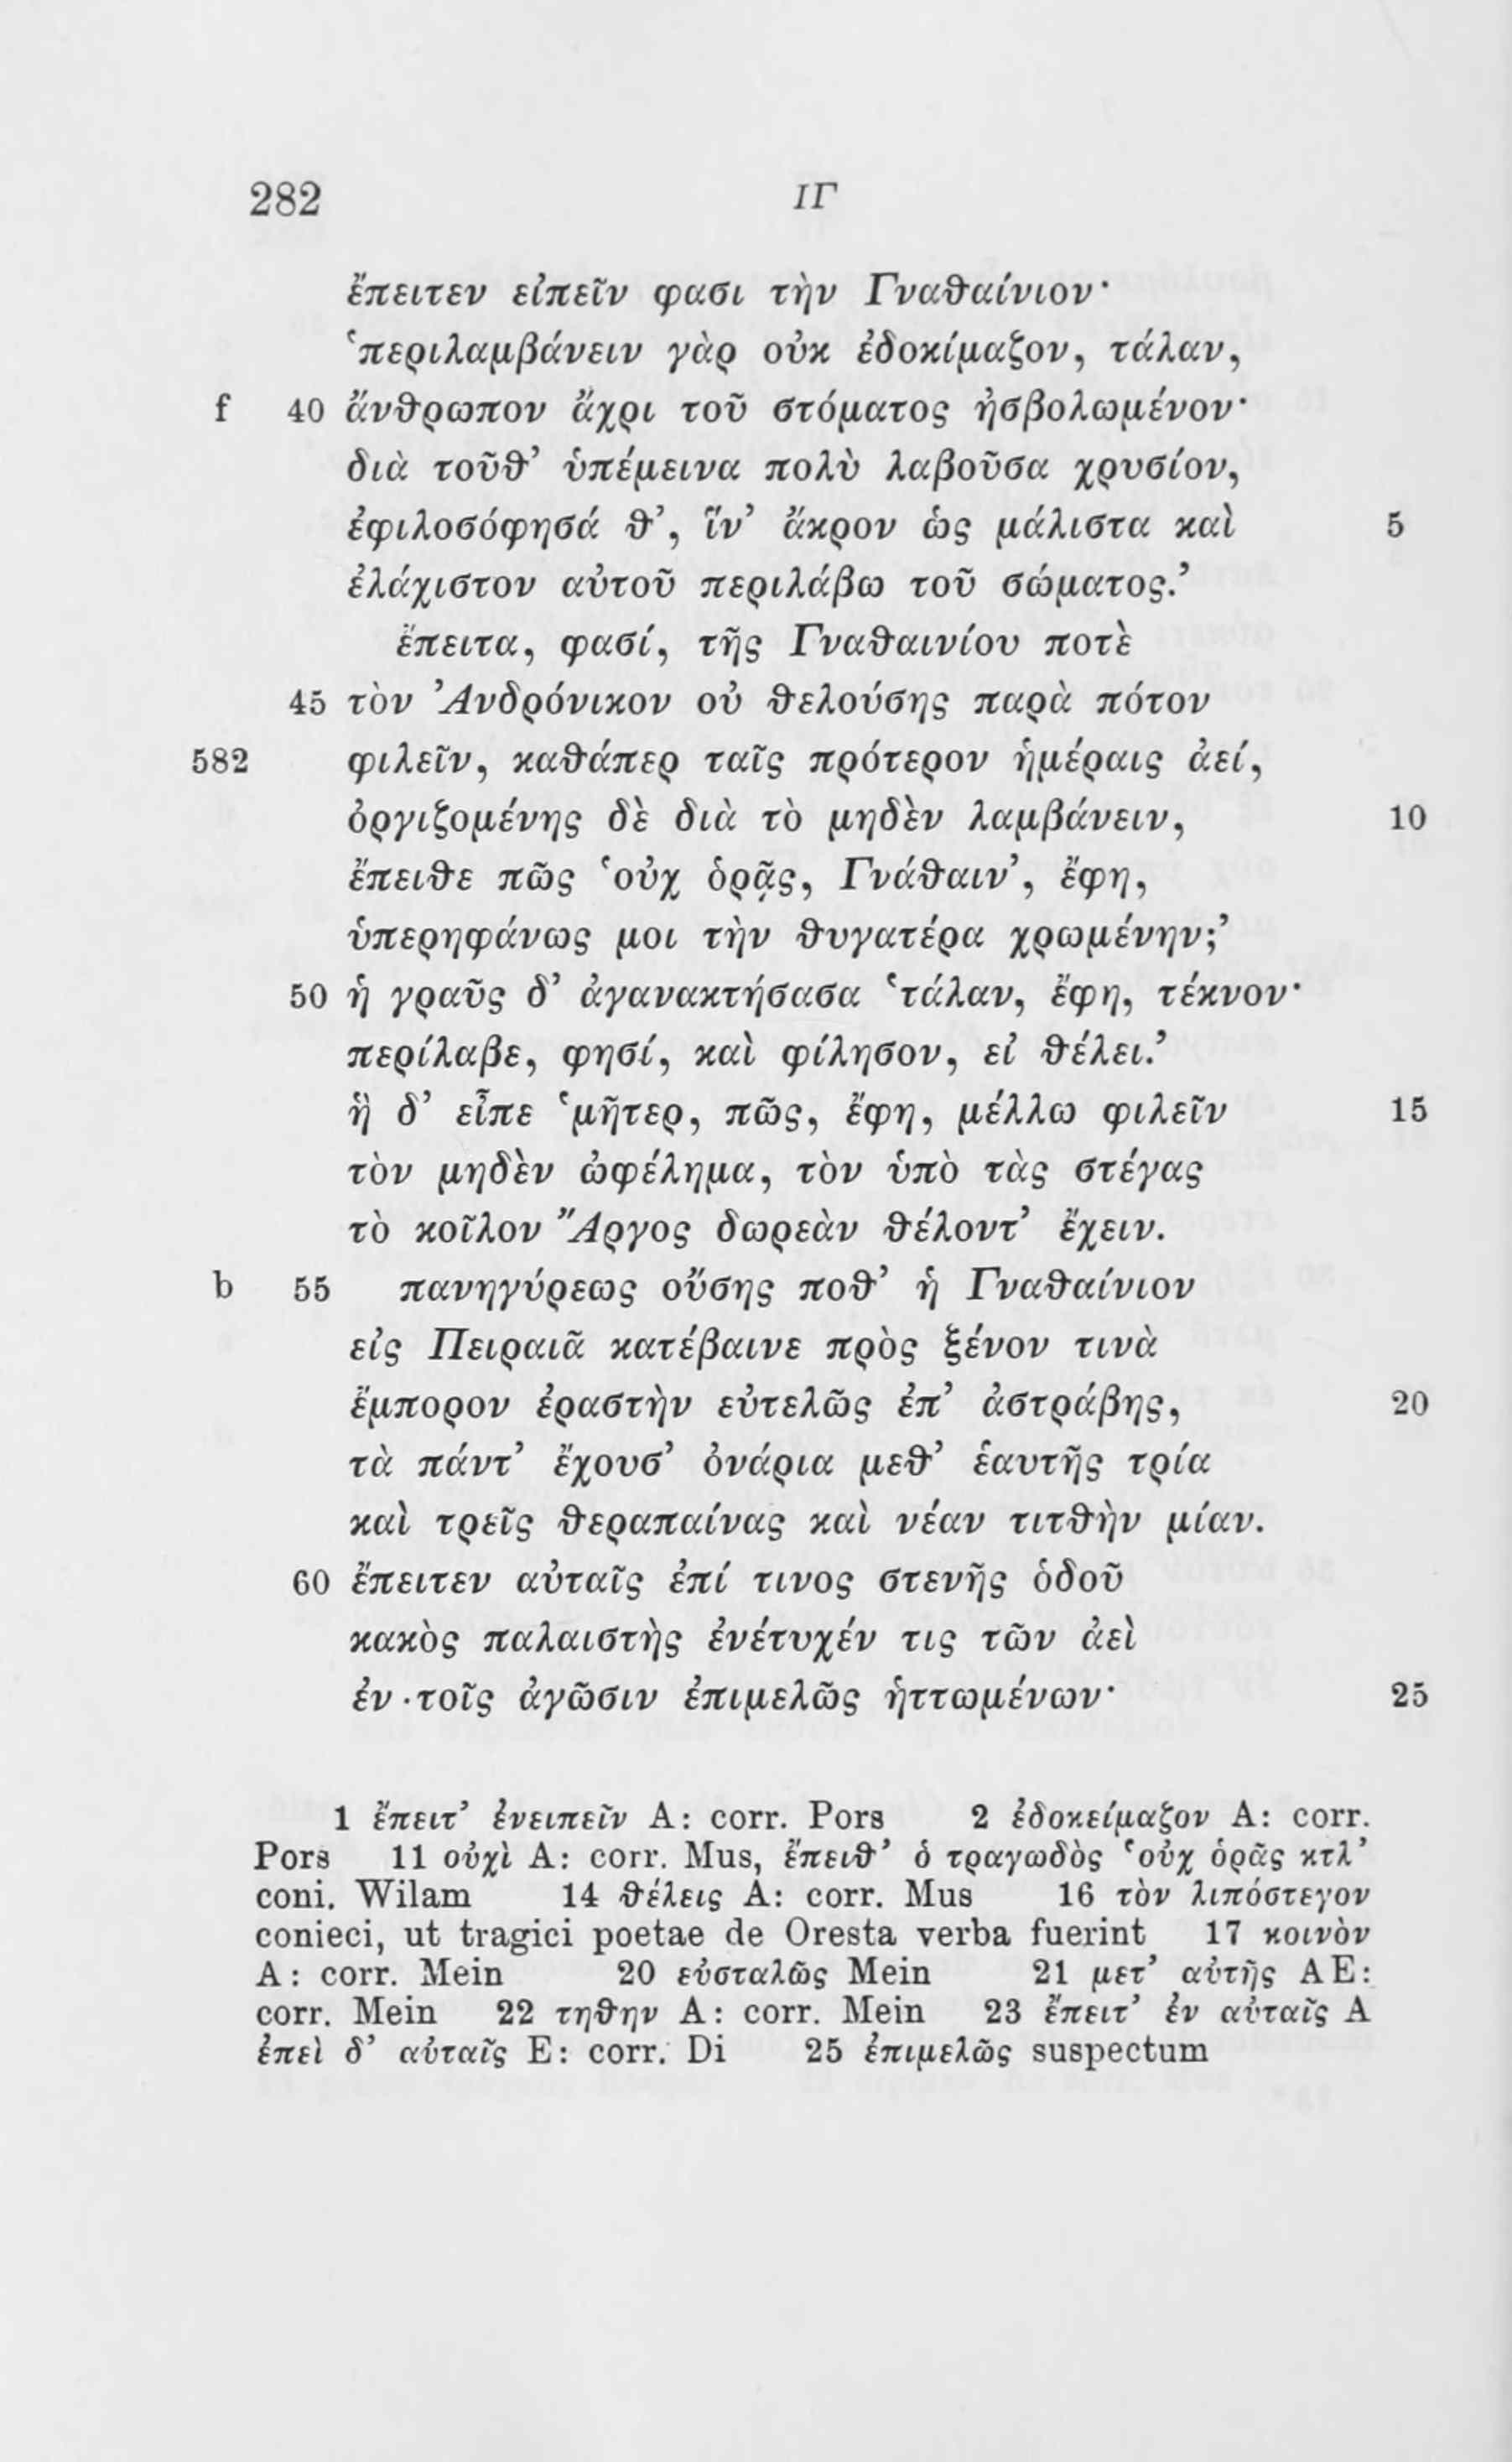 282 ΙΓ
ἔπειτεν εἰπεῖν φασι τὴν Γναθαίνιον·
‘περιλαμβάνειν γὰρ οὐκ ἐδοκίμαζον, τάλαν,
f 40 ἄνθρωπον ἄχρι τοῦ στόματος ἠσβολωμένον·
διὰ τοῦθ’ ὑπέμεινα πολὺ λαβοῦσα χρυσίον,
ἐφιλοσόφησά θ’, ἵν’ ἄκρον ὡς μάλιστα καὶ 5
ἐλάχιστον αὐτοῦ περιλάβω τοῦ σώματος.’
ἔπειτα, φασί, τῆς Γναθαινίου ποτὲ
45 τὸν Ἀνδρόνικον οὐ θελούσης παρὰ πότον
582 φιλεῖν, καθάπερ ταῖς πρότερον ἡμέραις ἀεί,
ὀργιζομένης δὲ διὰ τὸ μηδὲν λαμβάνειν, 10
ἔπειθε πῶς ‘οὐχ ὁρᾷς, Γνάθαιν’, ἔφη,
ὑπερηφάνως μοι τὴν θυγατέρα χρωμένην;’
50 ἡ γραῦς δ’ ἀγανακτήσασα ‘τάλαν, ἔφη, τέκνον·
περίλαβε, φησί, καὶ φίλησον, εἰ θέλει.’
ἣ δ’ εἶπε ‘μῆτερ, πῶς, ἔφη, μέλλω φιλεῖν 15
τὸν μηδὲν ὠφέλημα, τὸν ὑπὸ τὰς στέγας
τὸ κοῖλον Ἄργος δωρεὰν θέλοντ’ ἔχειν.
b 55 πανηγύρεως οὔσης ποθ’ ἡ Γναθαίνιον
εἰς Πειραιᾶ κατέβαινε πρὸς ξένον τινὰ
ἔμπορον ἐραστὴν εὐτελῶς ἐπ’ ἀστράβης, 20
τὰ πάντ’ ἔχουσ’ ὀνάρια μεθ’ ἑαυτῆς τρία
καὶ τρεῖς θεραπαίνας καὶ νέαν τιτθὴν μίαν.
60 ἔπειτεν αὐταῖς ἐπί τινος στενῆς ὁδοῦ
κακὸς παλαιστὴς ἐνέτυχέν τις τῶν ἀεὶ
ἐν τοῖς ἀγῶσιν ἐπιμελῶς ἡττωμένων· 25
1 ἔπειτ’ ἐνειπεῖν A: corr. Pors 2 ἐδοκείμαζον A: corr.
Pors 11 οὐχὶ A: corr. Mus, ἔπειθ’ ὁ τραγωδὸς ‘οὐχ ὁρᾶς κτλ’
coni. Wilam 14 θέλεις A: corr. Mus 16 τὸν λιπόστεγον
conieci, ut tragici poetae de Oresta verba fuerint 17 κοινὸν
A: corr. Mein 20 εὐσταλῶς Mein 21 μετ’ αὐτῆς AE:
corr. Mein 22 τηθην A: corr. Mein 23 ἔπειτ’ ἐν αὐταῖς A
ἐπεὶ δ’ αὐταῖς E: corr. Di 25 ἐπιμελῶς suspectum